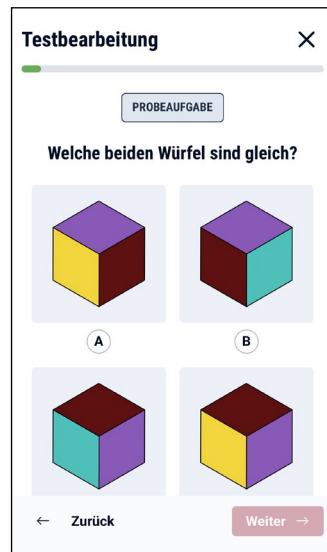 Testbearbeitung
PROBEAUFGABE
Welche beiden Würfel sind gleich?
A
B
← Zurück
Weiter →